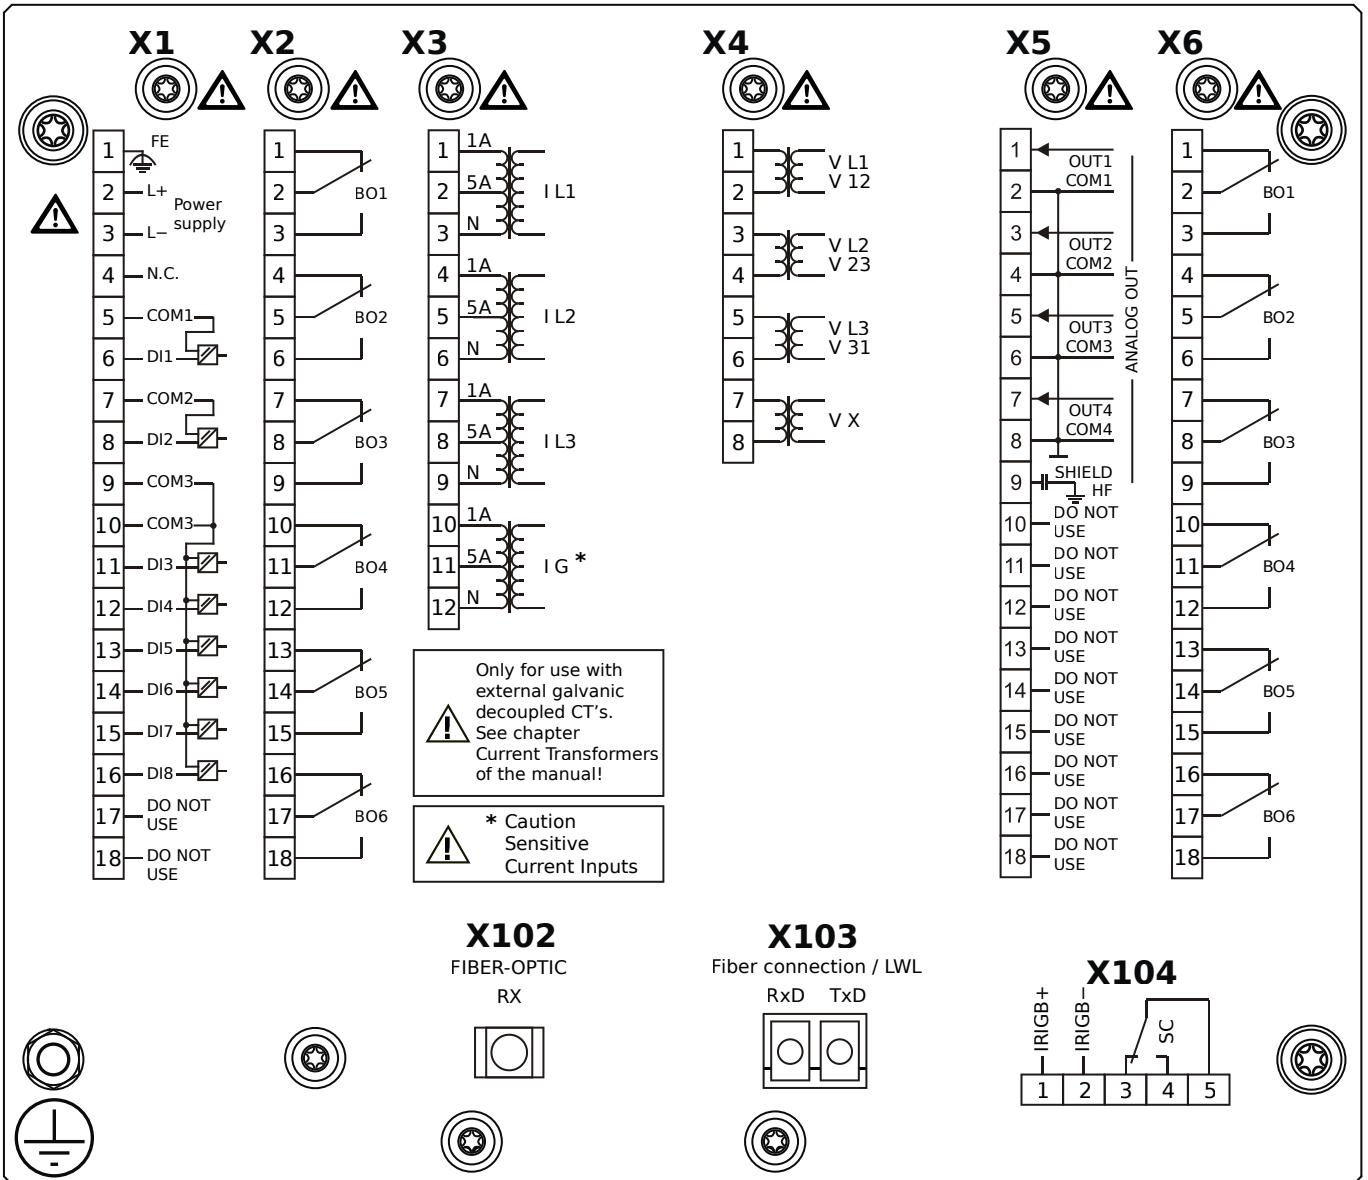 X1 X2 X3 X4 X5 X6
1 FE
2 L+
Power
supply
3 L−
4 N.C.
5 COM1
6 DI1
7 COM2
8 DI2
9 COM3
10 COM3
11 DI3
12 DI4
13 DI5
14 DI6
15 DI7
16 DI8
17 DO NOT
USE
18 DO NOT
USE
1
2 BO1
3
4
5 BO2
6
7
8 BO3
9
10
11 BO4
12
13
14 BO5
15
16
17 BO6
18
1 1A
2 5A I L1
3 N
4 1A
5 5A I L2
6 N
7 1A
8 5A I L3
9 N
10 1A
11 5A I G *
12 N
Only for use with
external galvanic
decoupled CT's.
See chapter
Current Transformers
of the manual!
* Caution
Sensitive
Current Inputs
1 V L1
2 V 12
3 V L2
4 V 23
5 V L3
6 V 31
7 V X
8
1 OUT1
2 COM1
3 OUT2
4 COM2
5 OUT3
6 COM3
7 OUT4
8 COM4
ANALOG OUT
9 SHIELD
HF
10 DO NOT
USE
11 DO NOT
USE
12 DO NOT
USE
13 DO NOT
USE
14 DO NOT
USE
15 DO NOT
USE
16 DO NOT
USE
17 DO NOT
USE
18 DO NOT
USE
1
2 BO1
3
4
5 BO2
6
7
8 BO3
9
10
11 BO4
12
13
14 BO5
15
16
17 BO6
18
X102
FIBER-OPTIC
RX
X103
Fiber connection / LWL
RxD TxD
X104
IRIGB+
IRIGB−
SC
1 2 3 4 5